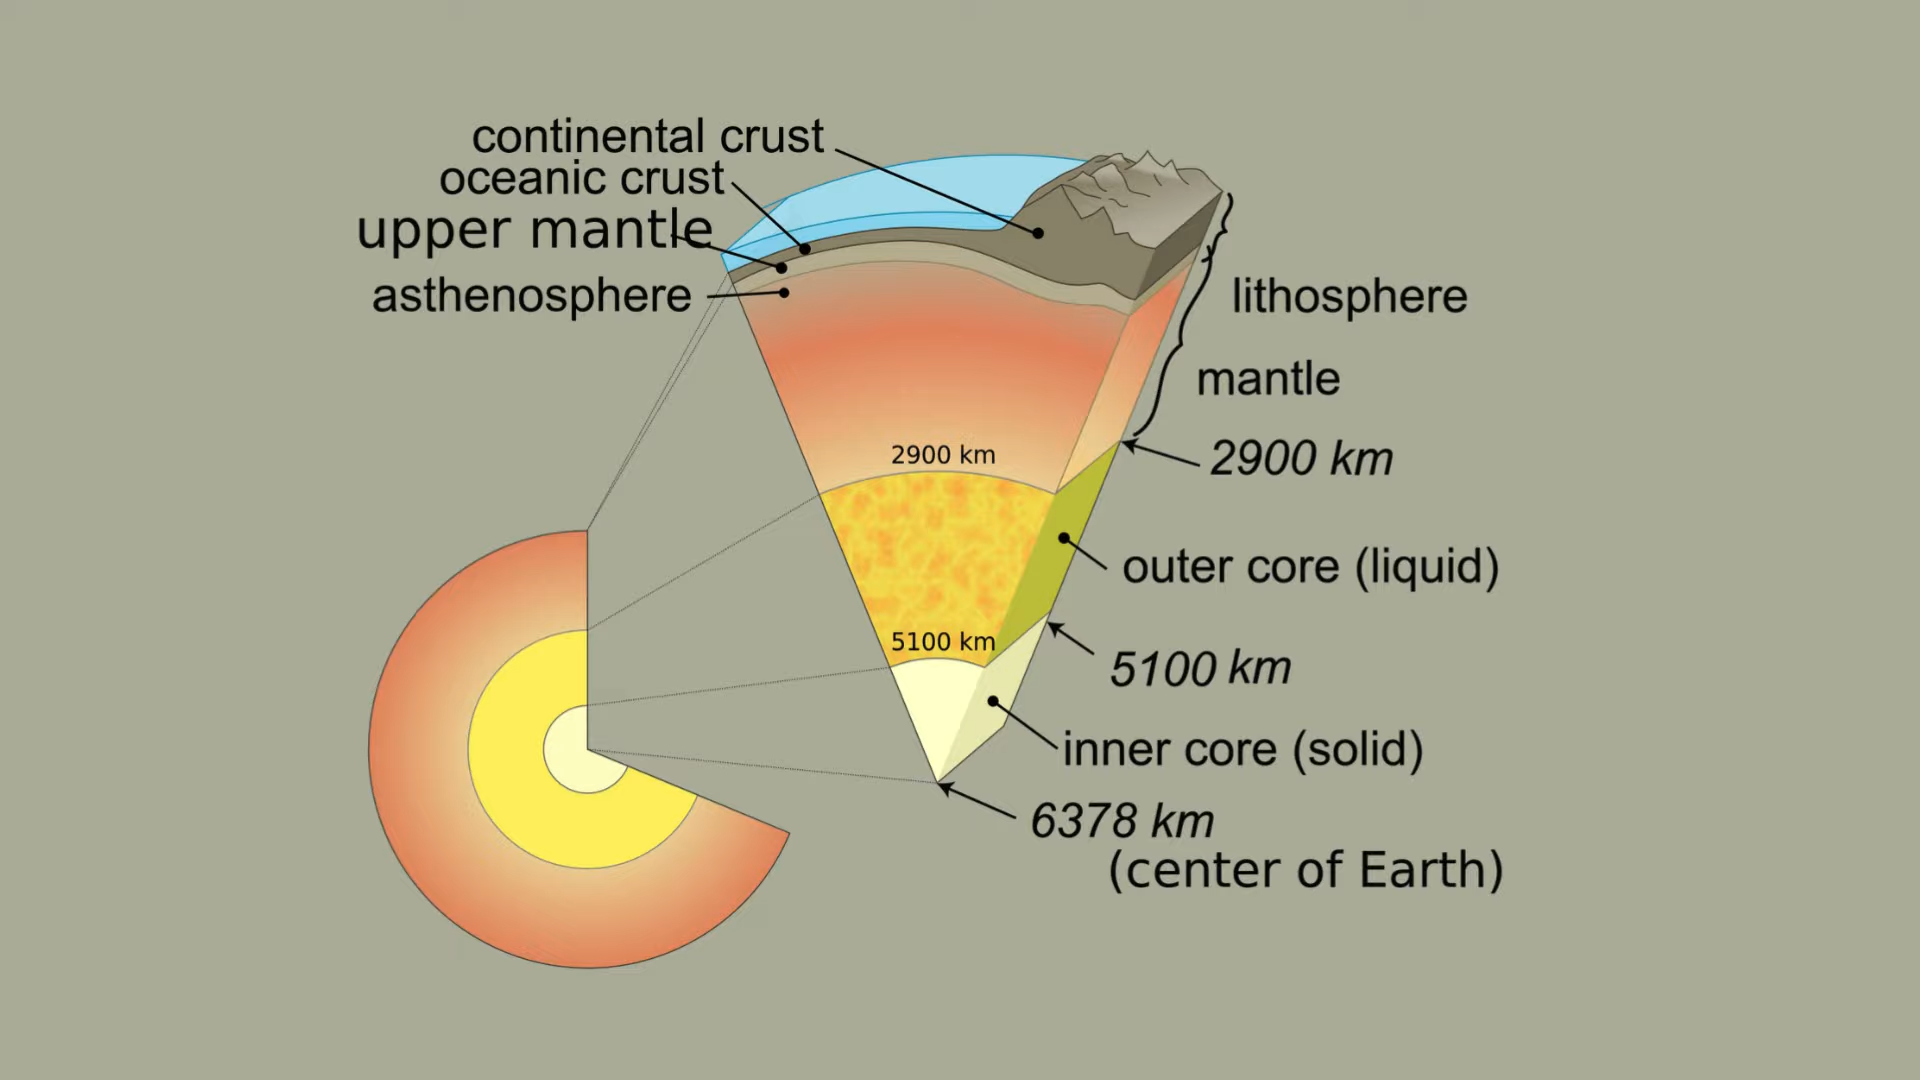 continental crust
oceanic crust
upper mantle
asthenosphere
lithosphere
mantle
2900 km
2900 km
outer core (liquid)
5100 km
5100 km
inner core (solid)
6378 km
(center of Earth)